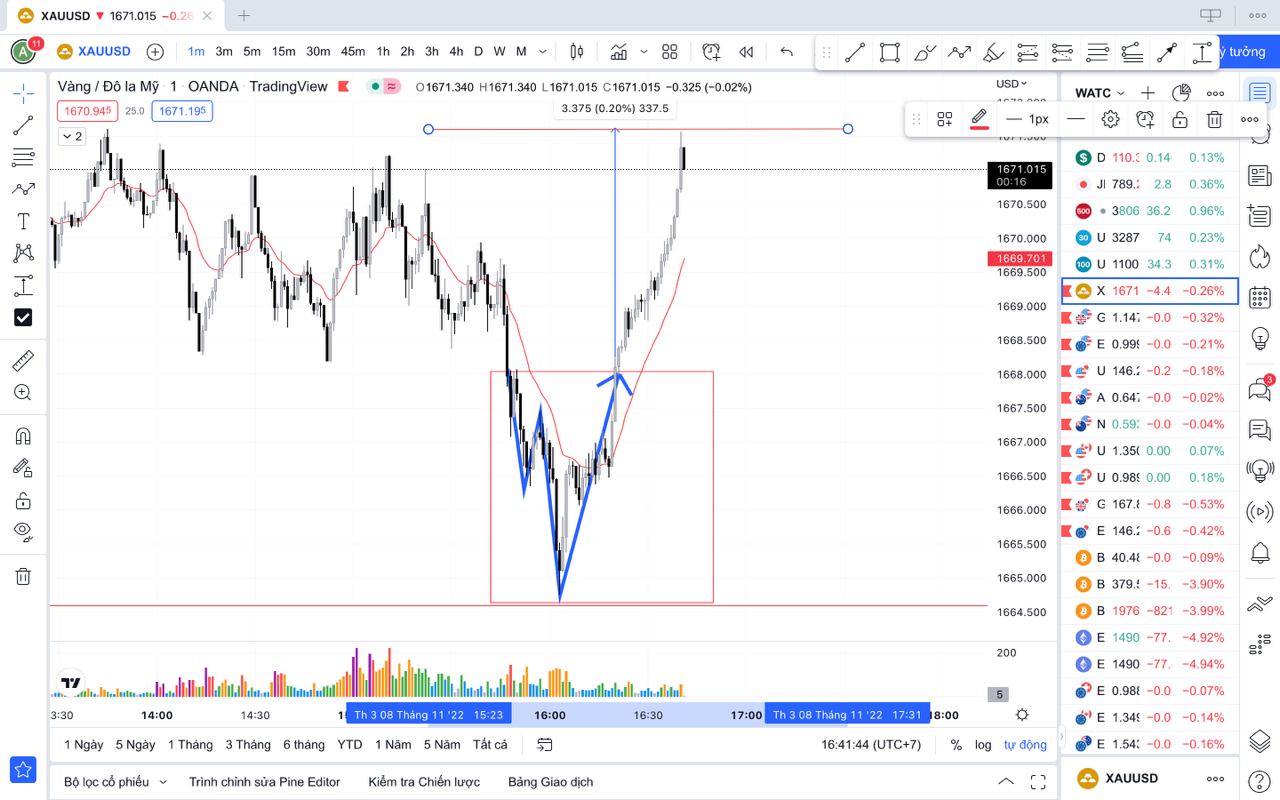 XAUUSD ▼ 1671.015 −0.26
A 11 XAUUSD 1m 3m 5m 15m 30m 45m 1h 2h 3h 4h D W M ý tưởng
Vàng / Đô la Mỹ · 1 · OANDA · TradingView O1671.340 H1671.340 L1671.015 C1671.015 −0.325 (−0.02%)
USD
WATC
1670.945 25.0 1671.195
3.375 (0.20%) 337.5
1px
2
1671.015
00:16
1670.500
1670.000
1669.701
1669.500
1669.000
1668.500
1668.000
1667.500
1667.000
1666.500
1666.000
1665.500
1665.000
1664.500
200
5
D 110.3 0.14 0.13%
JI 789.2 2.8 0.36%
500 3806 36.2 0.96%
30 U 3287 74 0.23%
100 U 1100 34.3 0.31%
X 1671 −4.4 −0.26%
G 1.147 −0.0 −0.32%
E 0.999 −0.0 −0.21%
U 146.2 −0.2 −0.18%
A 0.647 −0.0 −0.02%
N 0.592 −0.0 −0.04%
U 1.350 0.00 0.07%
U 0.989 0.00 0.18%
G 167.8 −0.8 −0.53%
E 146.2 −0.6 −0.42%
B 40.48 −0.0 −0.09%
B 379.5 −15. −3.90%
B 1976 −821 −3.99%
E 1490 −77. −4.92%
E 1490 −77. −4.94%
E 0.988 −0.0 −0.07%
E 1.349 −0.0 −0.14%
E 1.543 −0.0 −0.16%
3
3:30 14:00 14:30 Th 3 08 Tháng 11 '22 15:23 16:00 16:30 17:00 Th 3 08 Tháng 11 '22 17:31 18:00
1 Ngày 5 Ngày 1 Tháng 3 Tháng 6 tháng YTD 1 Năm 5 Năm Tất cả 16:41:44 (UTC+7) % log tự động
Bộ lọc cổ phiếu Trình chỉnh sửa Pine Editor Kiểm tra Chiến lược Bảng Giao dịch
XAUUSD